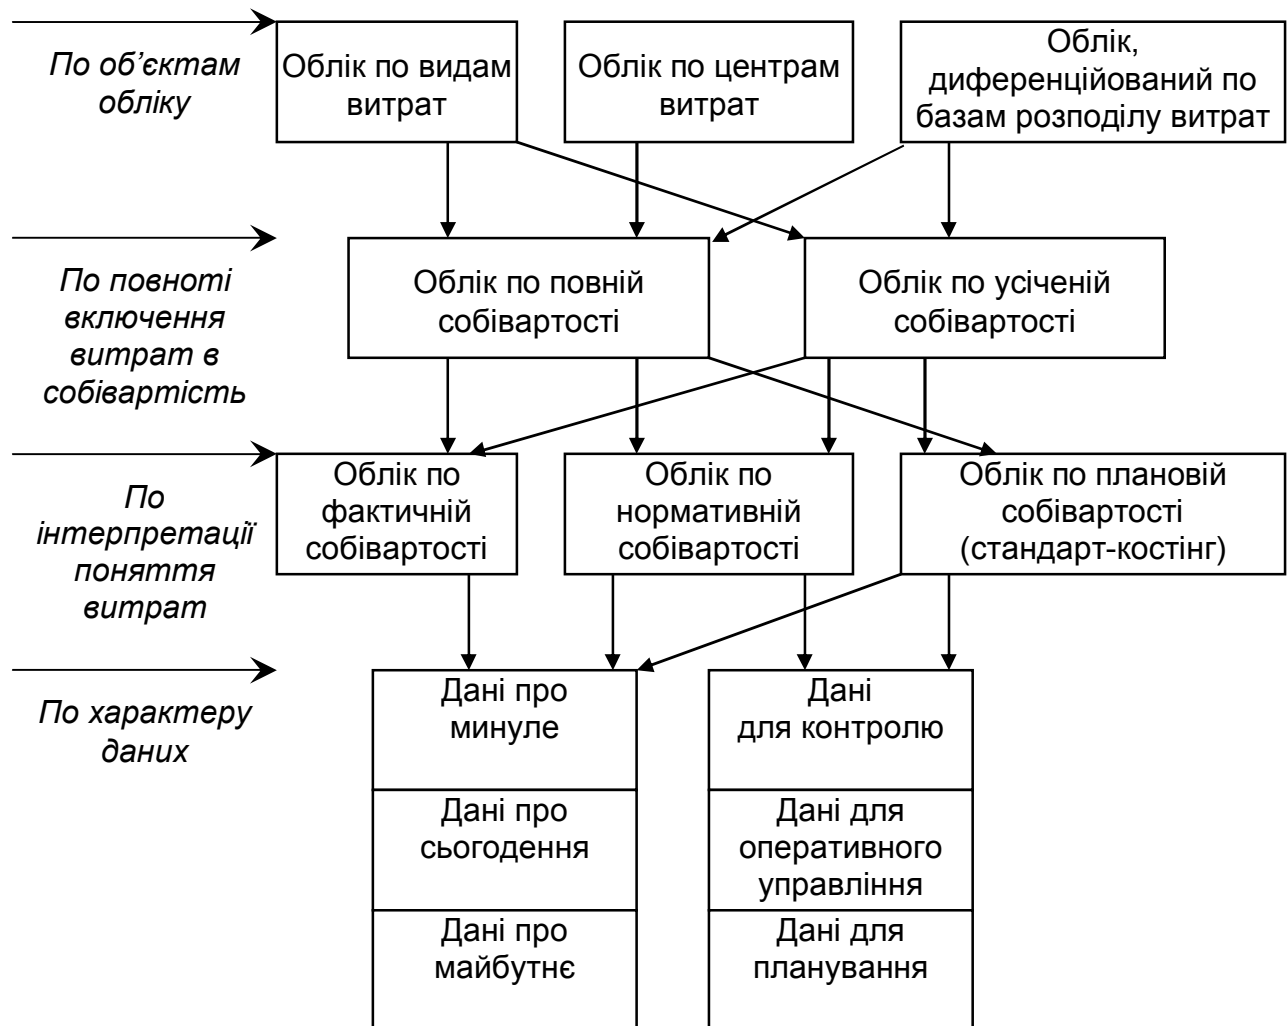 По об’єктам
обліку
Облік по видам
витрат
Облік по центрам
витрат
Облік,
диференційований по
базам розподілу витрат
По повноті
включення
витрат в
собівартість
Облік по повній
собівартості
Облік по усіченій
собівартості
По
інтерпретації
поняття
витрат
Облік по
фактичній
собівартості
Облік по
нормативній
собівартості
Облік по плановій
собівартості
(стандарт-костінг)
По характеру
даних
Дані про
минуле
Дані
для контролю
Дані про
сьогодення
Дані для
оперативного
управління
Дані про
майбутнє
Дані для
планування